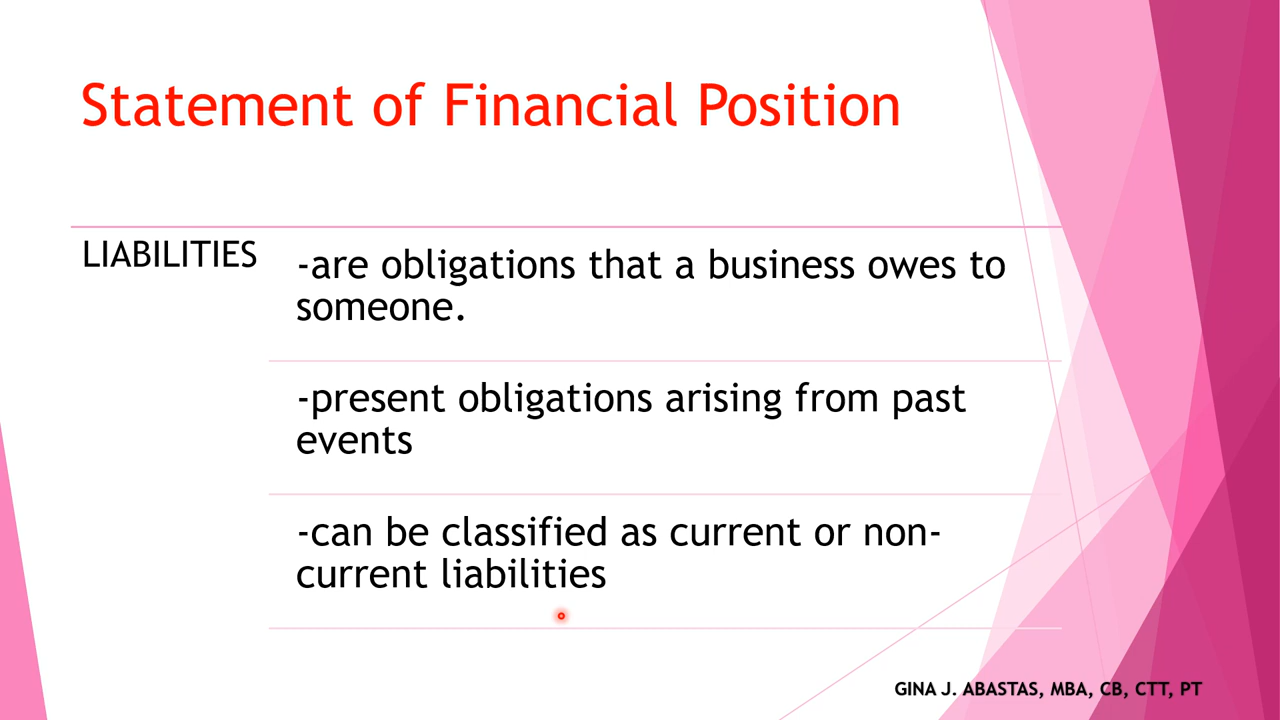 Statement of Financial Position
LIABILITIES
-are obligations that a business owes to
someone.
-present obligations arising from past
events
-can be classified as current or non-
current liabilities
GINA J. ABASTAS, MBA, CB, CTT, PT